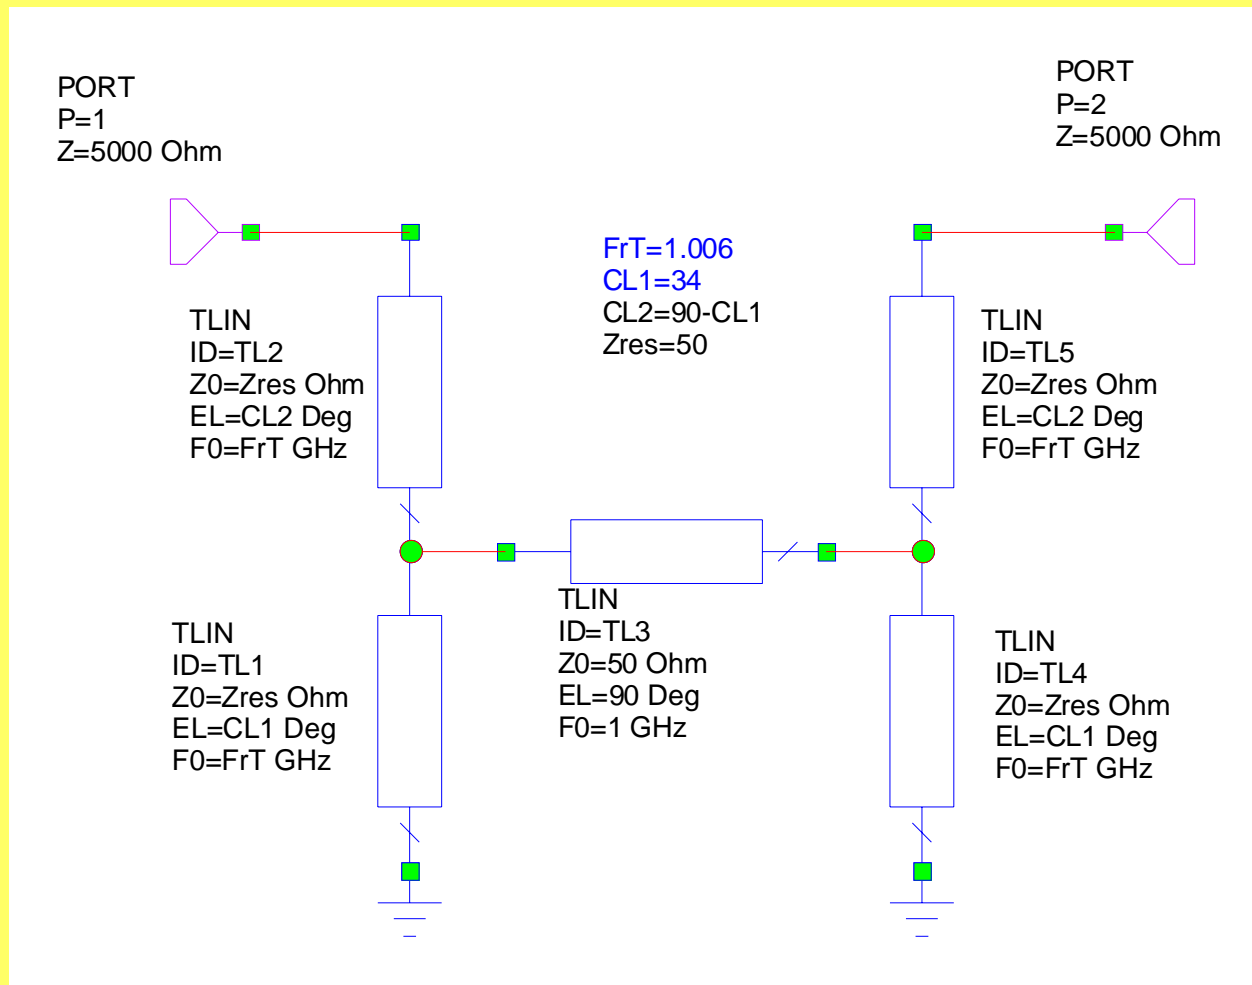 PORT
P=1
Z=5000 Ohm
PORT
P=2
Z=5000 Ohm
FrT=1.006
CL1=34
CL2=90-CL1
Zres=50
TLIN
ID=TL2
Z0=Zres Ohm
EL=CL2 Deg
F0=FrT GHz
TLIN
ID=TL5
Z0=Zres Ohm
EL=CL2 Deg
F0=FrT GHz
TLIN
ID=TL3
Z0=50 Ohm
EL=90 Deg
F0=1 GHz
TLIN
ID=TL1
Z0=Zres Ohm
EL=CL1 Deg
F0=FrT GHz
TLIN
ID=TL4
Z0=Zres Ohm
EL=CL1 Deg
F0=FrT GHz